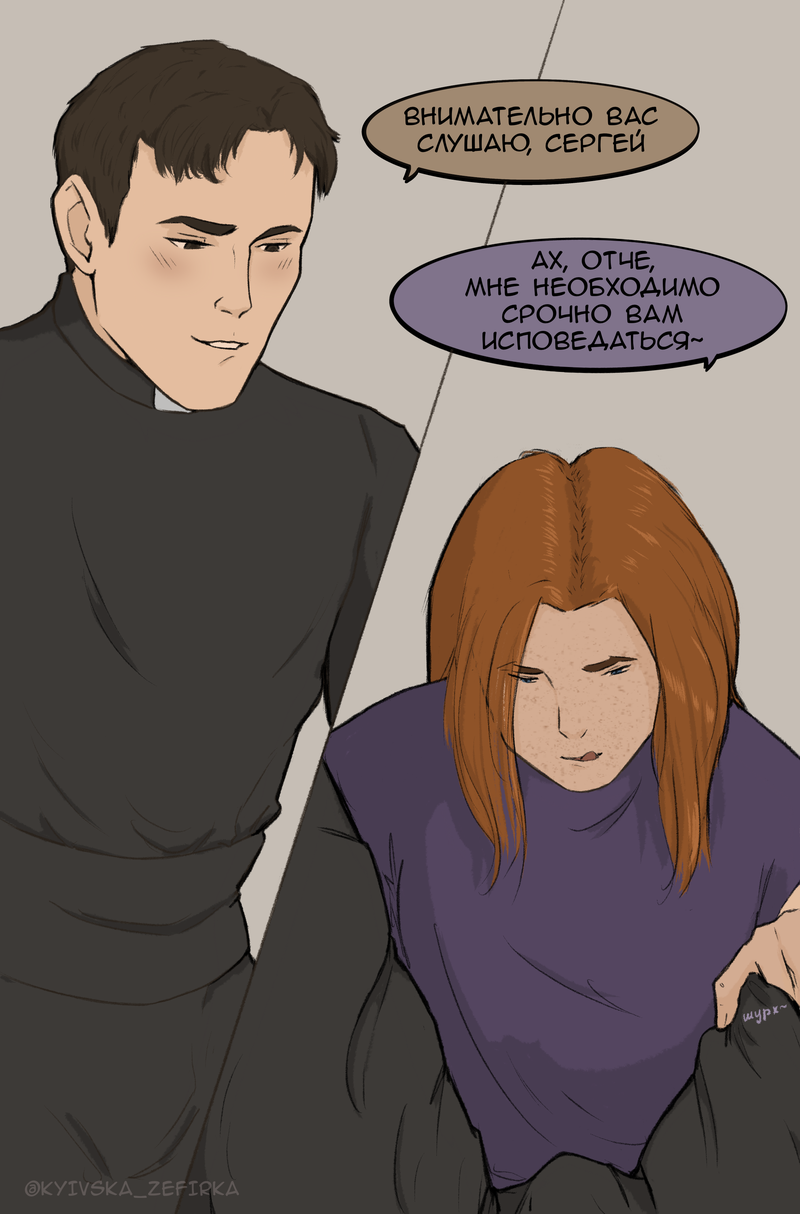 ВНИМАТЕЛЬНО ВАС
СЛУШАЮ, СЕРГЕЙ
АХ, ОТЧЕ,
МНЕ НЕОБХОДИМО
СРОЧНО ВАМ
ИСПОВЕДАТЬСЯ~
шурх~
@KYIVSKA_ZEFIRKA